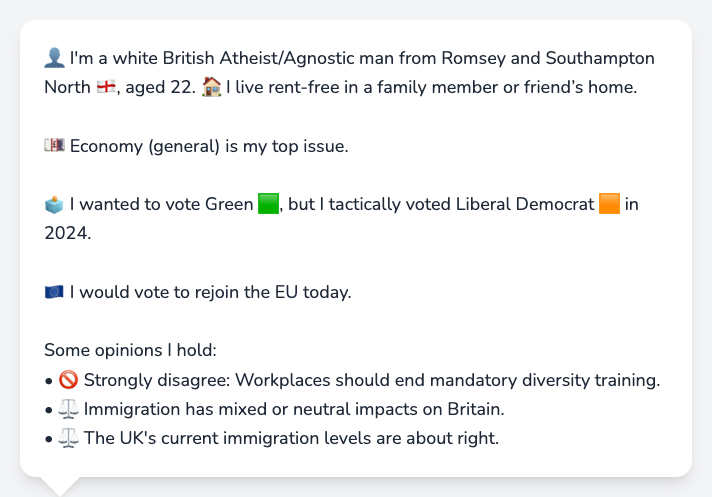 👤 I'm a white British Atheist/Agnostic man from Romsey and Southampton
North 🏴󠁧󠁢󠁥󠁮󠁧󠁿, aged 22. 🏠 I live rent-free in a family member or friend’s home.
💷 Economy (general) is my top issue.
🗳️ I wanted to vote Green 🟩, but I tactically voted Liberal Democrat 🟧 in
2024.
🇪🇺 I would vote to rejoin the EU today.
Some opinions I hold:
• 🚫 Strongly disagree: Workplaces should end mandatory diversity training.
• ⚖️ Immigration has mixed or neutral impacts on Britain.
• ⚖️ The UK's current immigration levels are about right.